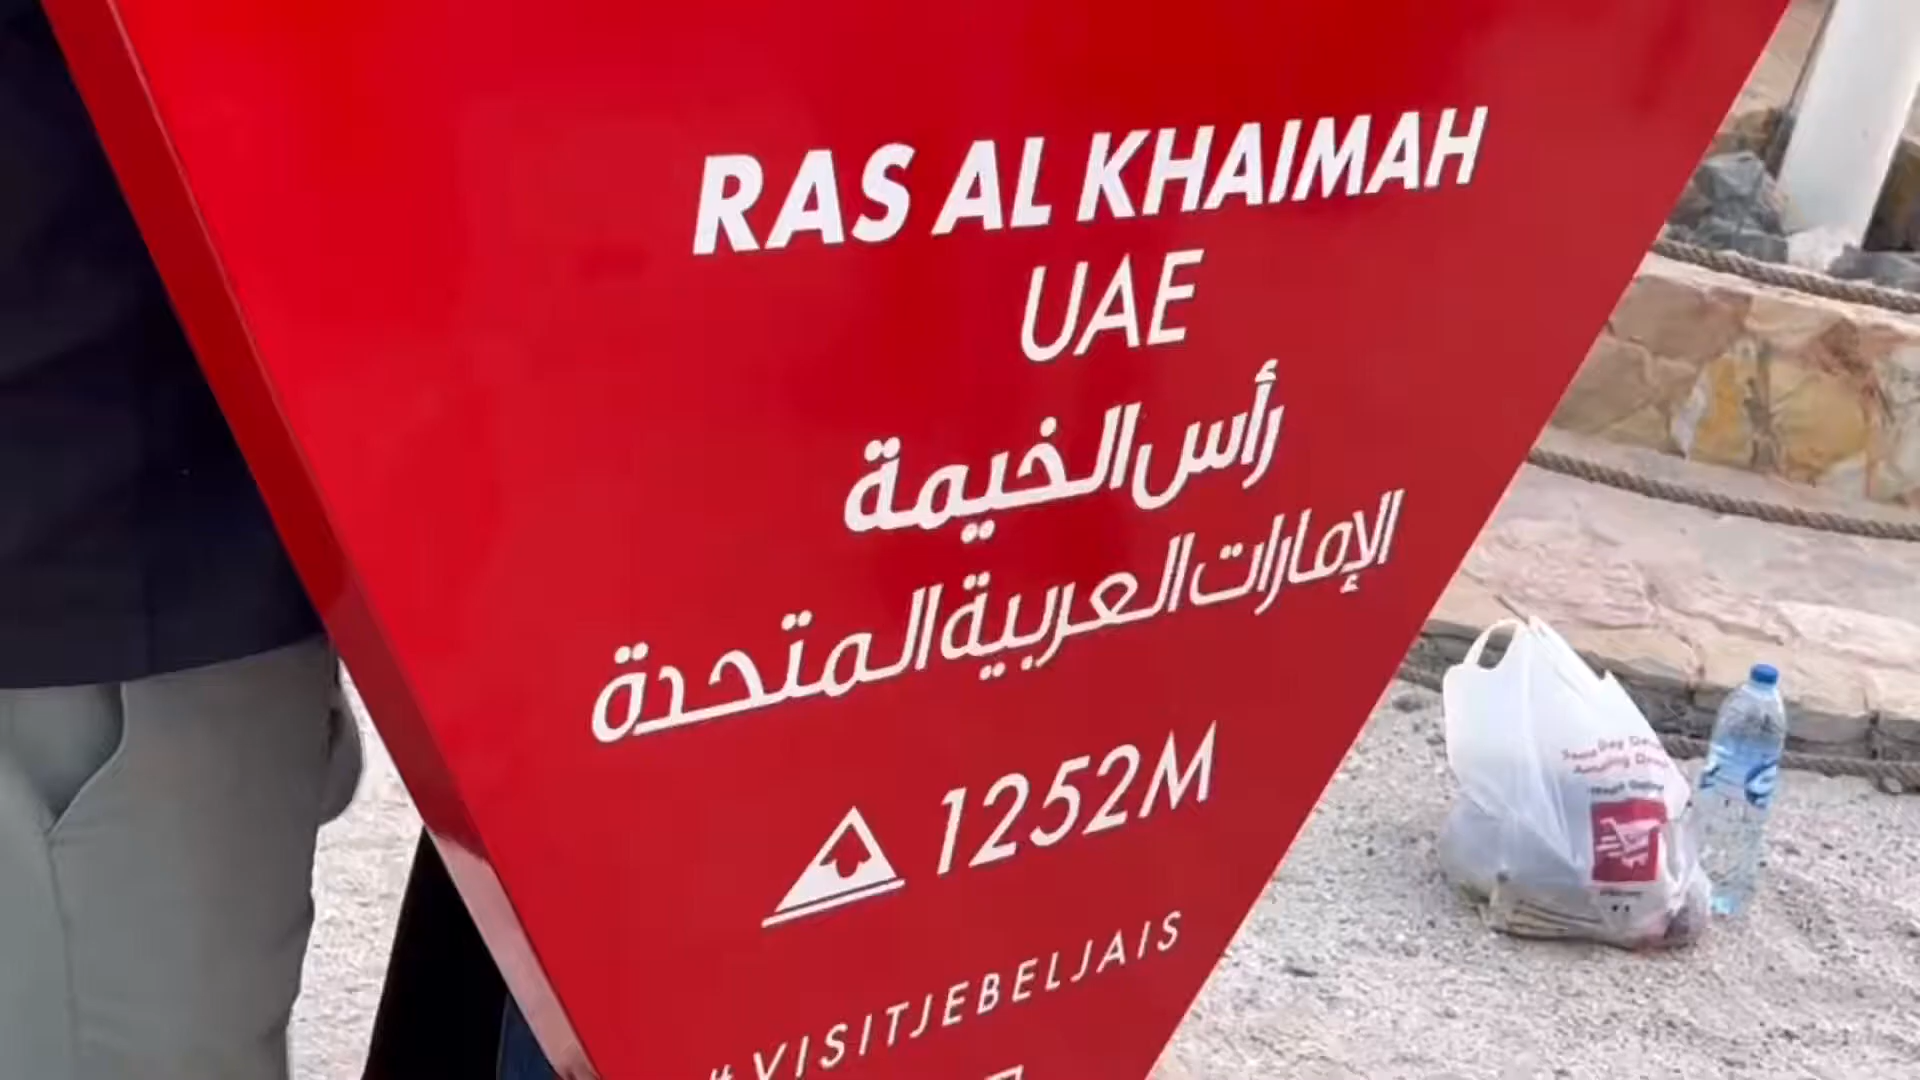 RAS AL KHAIMAH
UAE
رأس الخيمة
الإمارات العربية المتحدة
1252M
#VISITJEBELJAIS